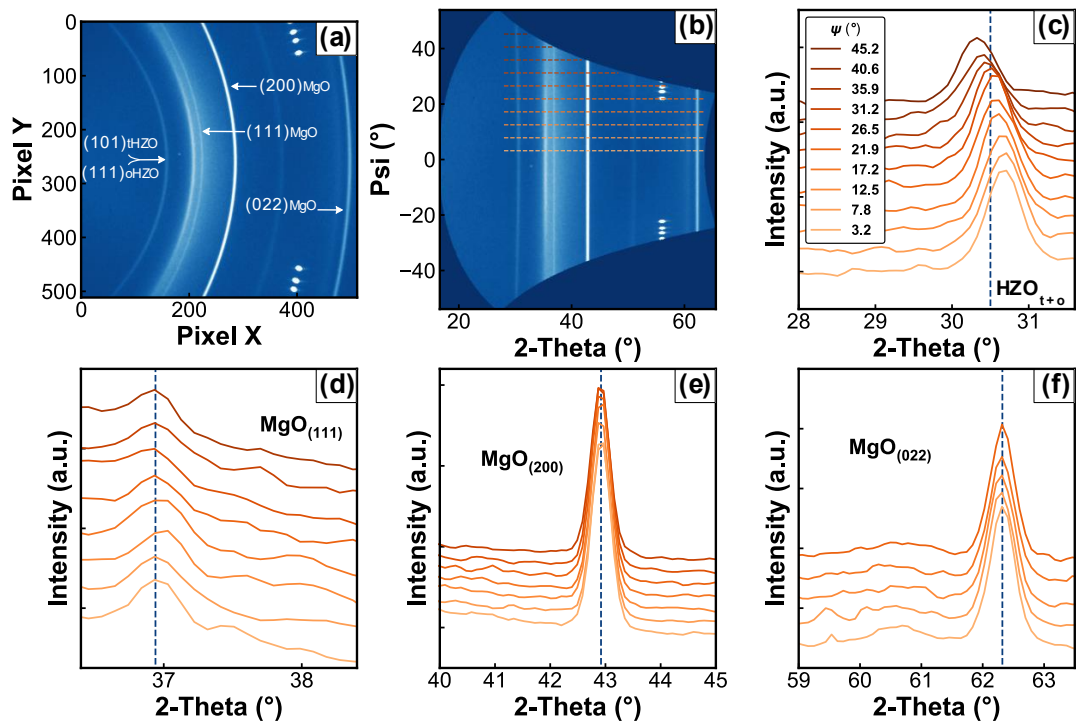 (a)
0
100
200
300
400
500
Pixel Y
0
200
400
Pixel X
(200)MgO
(111)MgO
(101)tHZO
(111)oHZO
(022)MgO
(b)
40
20
0
−20
−40
Psi (°)
20
40
60
2-Theta (°)
(c)
ψ (°)
45.2
40.6
35.9
31.2
26.5
21.9
17.2
12.5
7.8
3.2
HZO t+o
Intensity (a.u.)
28
29
30
31
2-Theta (°)
(d)
MgO(111)
Intensity (a.u.)
37
38
2-Theta (°)
(e)
MgO(200)
Intensity (a.u.)
40
41
42
43
44
45
2-Theta (°)
(f)
MgO(022)
Intensity (a.u.)
59
60
61
62
63
2-Theta (°)